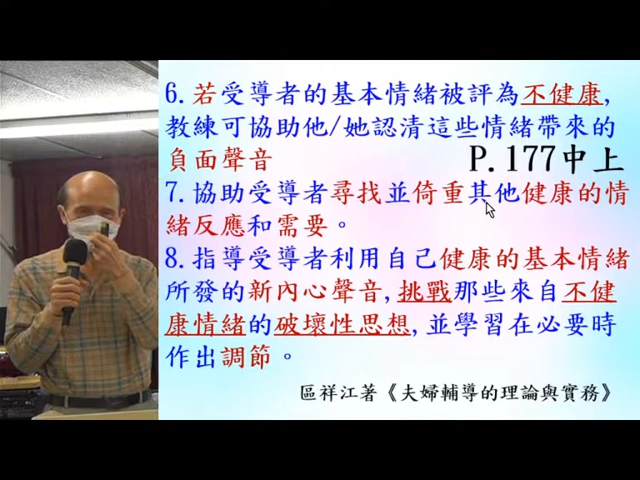 6.若受導者的基本情緒被評為不健康,
教練可協助他/她認清這些情緒帶來的
負面聲音 P.177中上
7.協助受導者尋找並倚重其他健康的情
緒反應和需要。
8.指導受導者利用自己健康的基本情緒
所發的新內心聲音,挑戰那些來自不健
康情緒的破壞性思想,並學習在必要時
作出調節。
區祥江著《夫婦輔導的理論與實務》